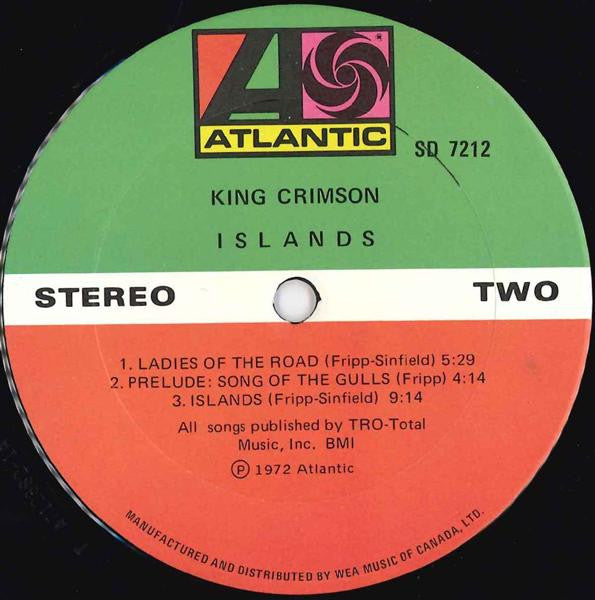 ATLANTIC
SD 7212
KING CRIMSON
ISLANDS
STEREO
TWO
1. LADIES OF THE ROAD (Fripp-Sinfield) 5:29
2. PRELUDE: SONG OF THE GULLS (Fripp) 4:14
3. ISLANDS (Fripp-Sinfield) 9:14
All songs published by TRO-Total
Music, Inc. BMI
Ⓟ 1972 Atlantic
MANUFACTURED AND DISTRIBUTED BY WEA MUSIC OF CANADA, LTD.